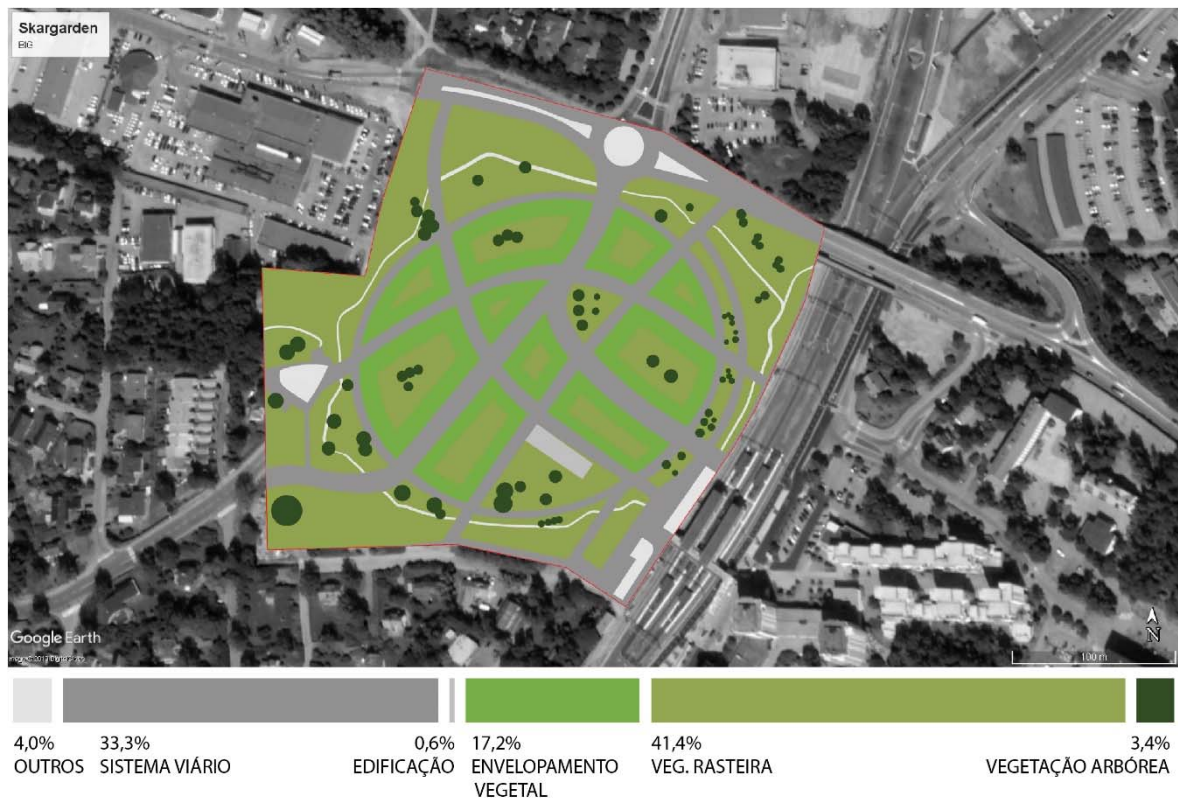 Skargarden
BIG
Google Earth
N
100 m
4,0%
OUTROS
33,3%
SISTEMA VIÁRIO
0,6%
EDIFICAÇÃO
17,2%
ENVELOPAMENTO
VEGETAL
41,4%
VEG. RASTEIRA
3,4%
VEGETAÇÃO ARBÓREA